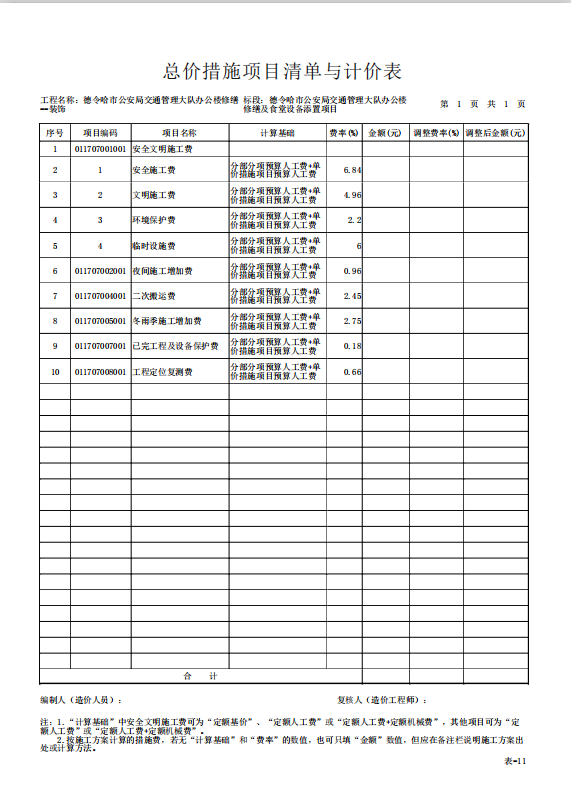 总价措施项目清单与计价表
工程名称：德令哈市公安局交通管理大队办公楼修缮--装饰
标段：德令哈市公安局交通管理大队办公楼修缮及食堂设备添置项目
第 1 页 共 1 页
序号 项目编码 项目名称 计算基础 费率(%) 金额(元) 调整费率(%) 调整后金额(元)
1 011707001001 安全文明施工费
2 1 安全施工费 分部分项预算人工费+单价措施项目预算人工费 6.84
3 2 文明施工费 分部分项预算人工费+单价措施项目预算人工费 4.96
4 3 环境保护费 分部分项预算人工费+单价措施项目预算人工费 2.2
5 4 临时设施费 分部分项预算人工费+单价措施项目预算人工费 6
6 011707002001 夜间施工增加费 分部分项预算人工费+单价措施项目预算人工费 0.96
7 011707004001 二次搬运费 分部分项预算人工费+单价措施项目预算人工费 2.45
8 011707005001 冬雨季施工增加费 分部分项预算人工费+单价措施项目预算人工费 2.75
9 011707007001 已完工程及设备保护费 分部分项预算人工费+单价措施项目预算人工费 0.18
10 011707008001 工程定位复测费 分部分项预算人工费+单价措施项目预算人工费 0.66
合 计
编制人（造价人员）： 复核人（造价工程师）：
注：1.“计算基础”中安全文明施工费可为“定额基价”、“定额人工费”或“定额人工费+定额机械费”，其他项目可为“定
额人工费”或“定额人工费+定额机械费”。
2.按施工方案计算的措施费，若无“计算基础”和“费率”的数值，也可只填“金额”数值，但应在备注栏说明施工方案出
处或计算方法。
表-11